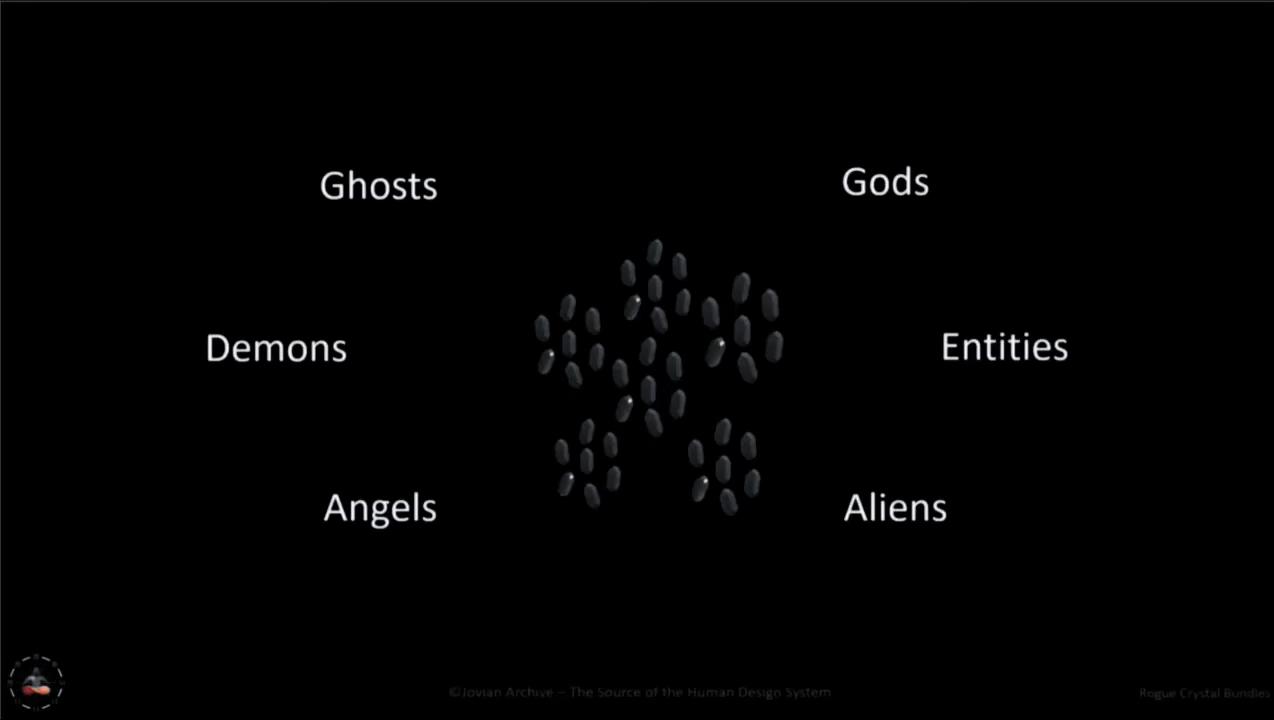 Ghosts
Gods
Demons
Entities
Angels
Aliens
©Jovian Archive – The Source of the Human Design System
Rogue Crystal Bundles